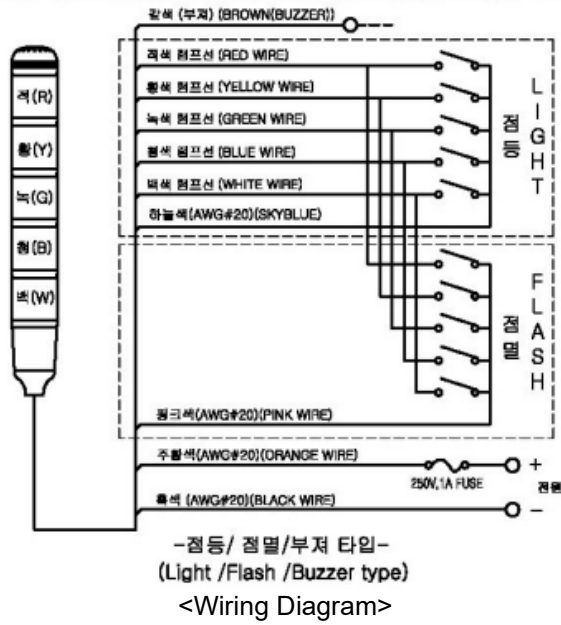 갈색 (부져) (BROWN(BUZZER))
적색 램프선 (RED WIRE)
황색 램프선 (YELLOW WIRE)
녹색 램프선 (GREEN WIRE)
청색 램프선 (BLUE WIRE)
백색 램프선 (WHITE WIRE)
하늘색(AWG#20)(SKYBLUE)
점등
LIGHT
적(R)
황(Y)
녹(G)
청(B)
백(W)
점멸
FLASH
핑크색(AWG#20)(PINK WIRE)
주황색(AWG#20)(ORANGE WIRE)
250V,1A FUSE
+
전원
흑색 (AWG#20)(BLACK WIRE)
-
-점등/ 점멸/부져 타입-
(Light /Flash /Buzzer type)
<Wiring Diagram>